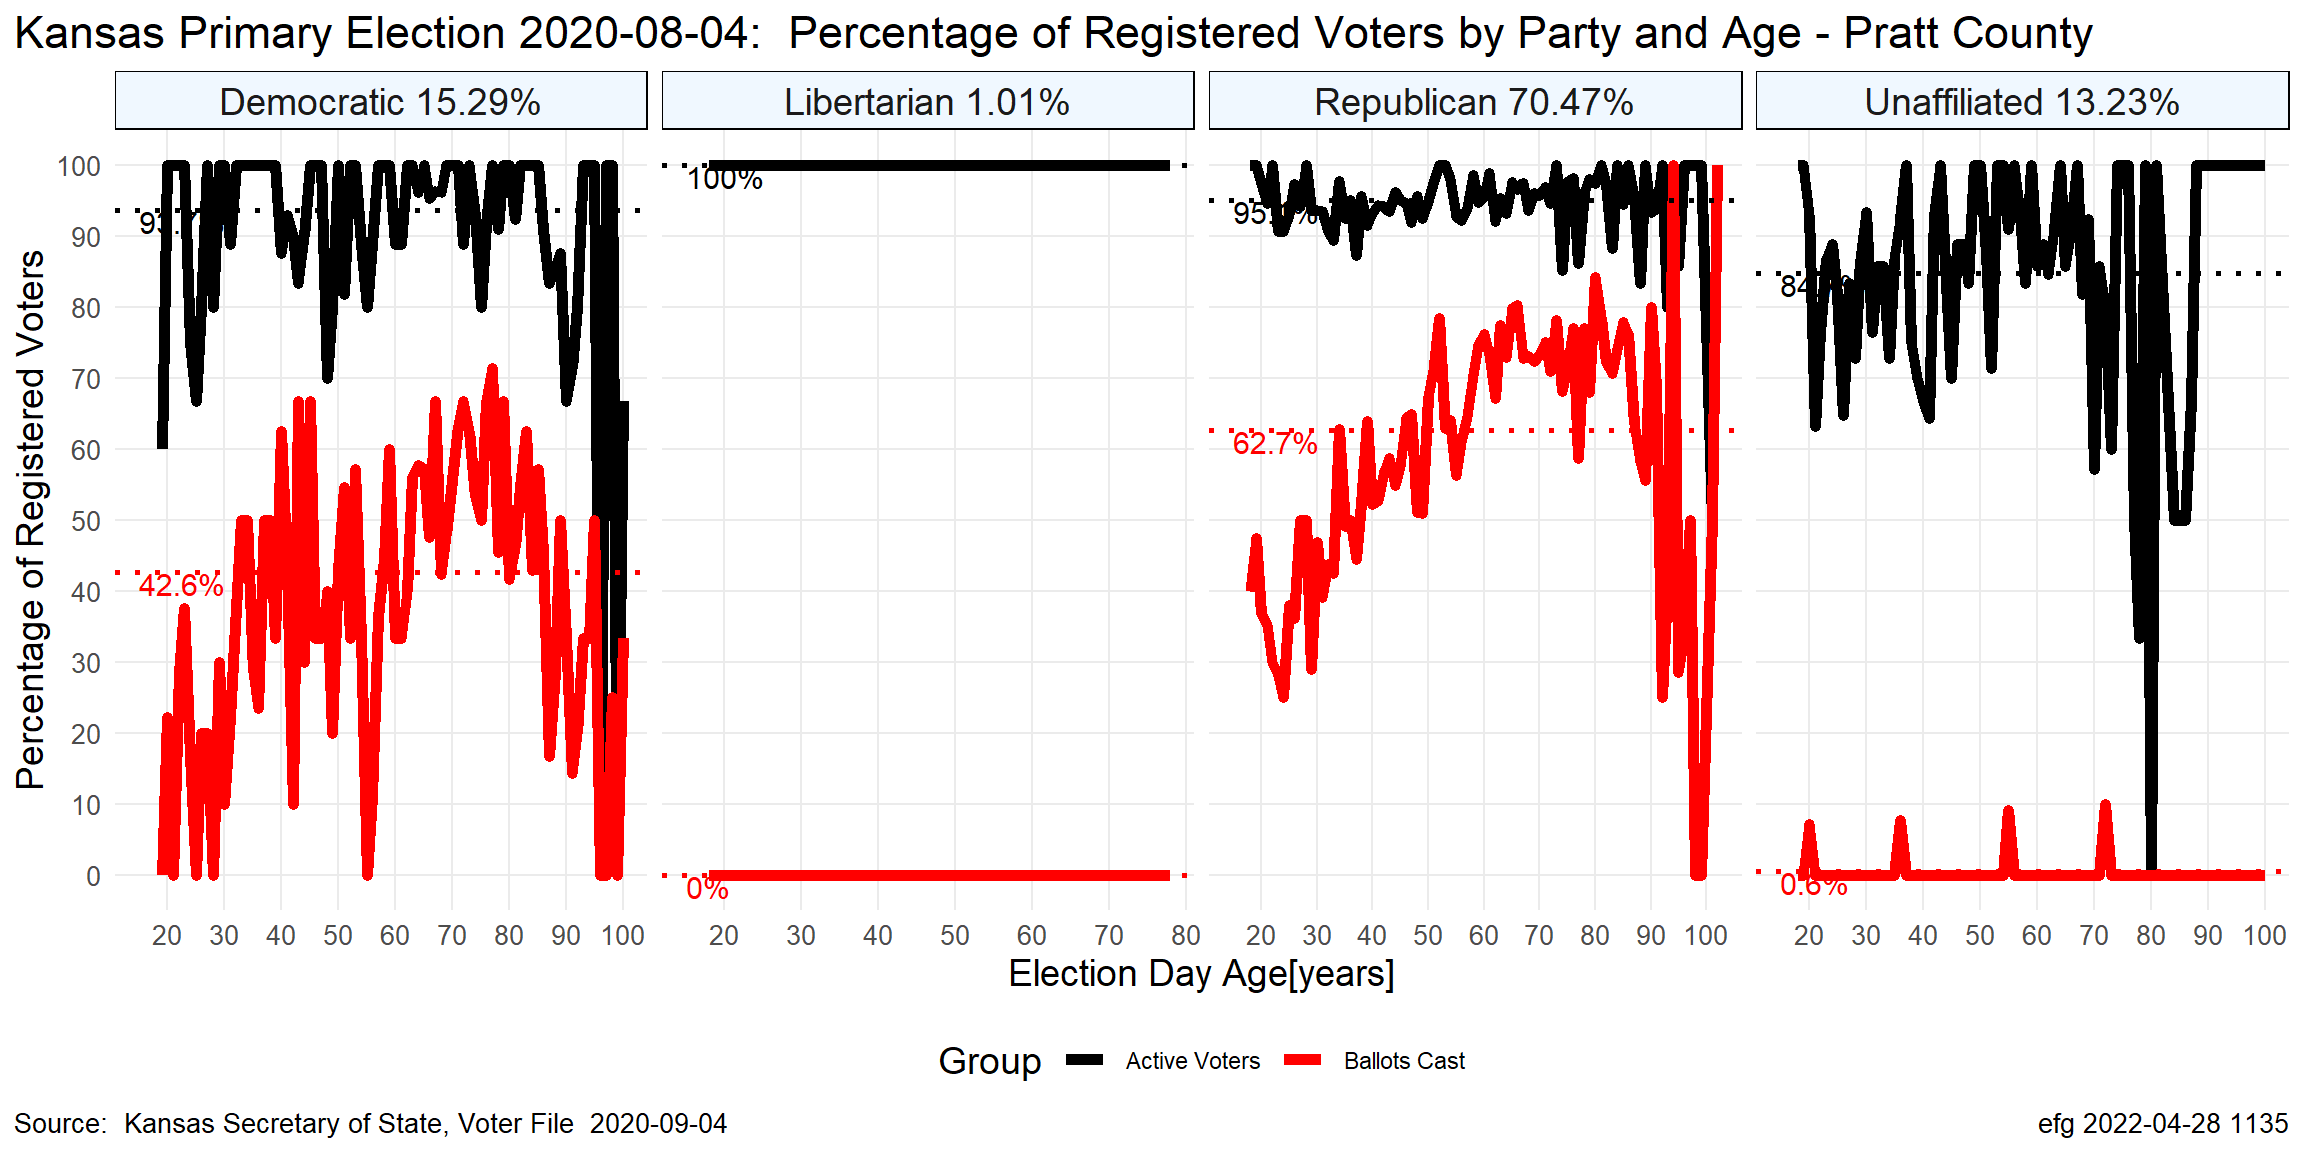 Kansas Primary Election 2020-08-04:  Percentage of Registered Voters by Party and Age - Pratt County
Democratic 15.29%
Libertarian 1.01%
Republican 70.47%
Unaffiliated 13.23%
Percentage of Registered Voters
100
90
80
70
60
50
40
30
20
10
0
42.6%
100%
0%
62.7%
0.6%
20 30 40 50 60 70 80 90 100
20 30 40 50 60 70 80
20 30 40 50 60 70 80 90 100
20 30 40 50 60 70 80 90 100
Election Day Age[years]
Group Active Voters Ballots Cast
Source:  Kansas Secretary of State, Voter File  2020-09-04
efg 2022-04-28 1135